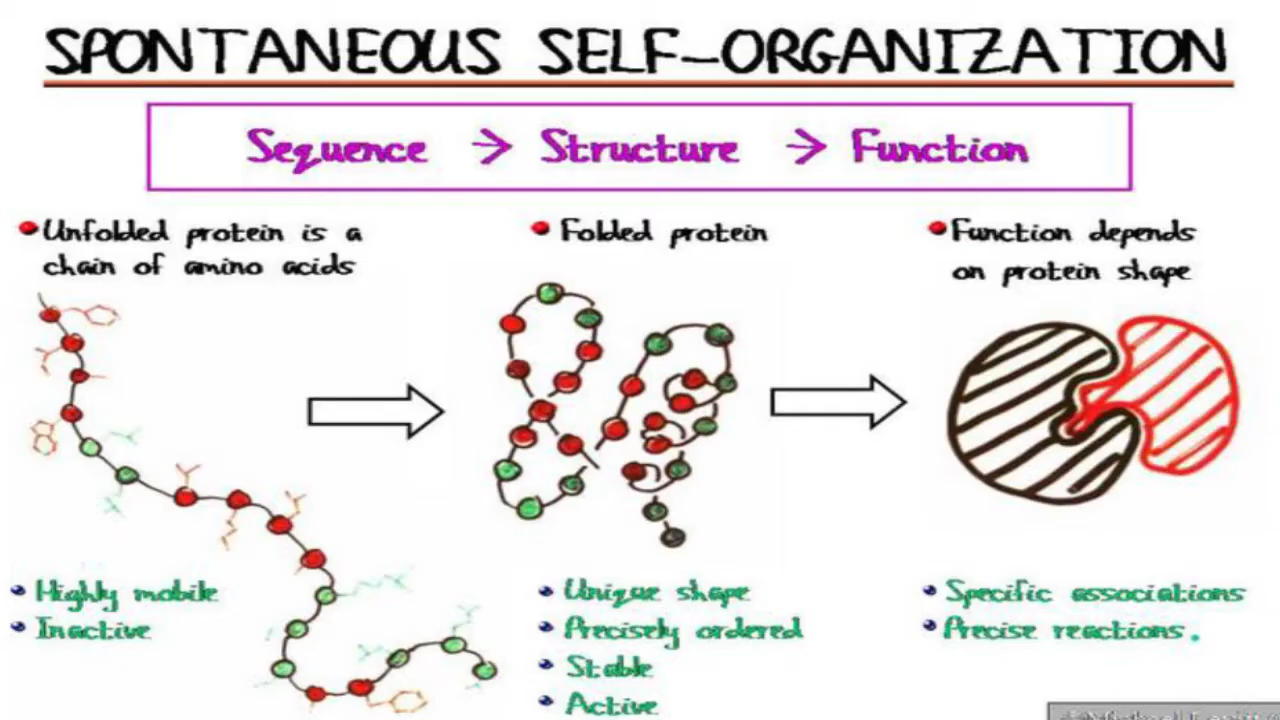 SPONTANEOUS SELF-ORGANIZATION
Sequence → Structure → Function
Unfolded protein is a
chain of amino acids
Folded protein
Function depends
on protein shape
Highly mobile
Inactive
Unique shape
Precisely ordered
Stable
Active
Specific associations
Precise reactions.